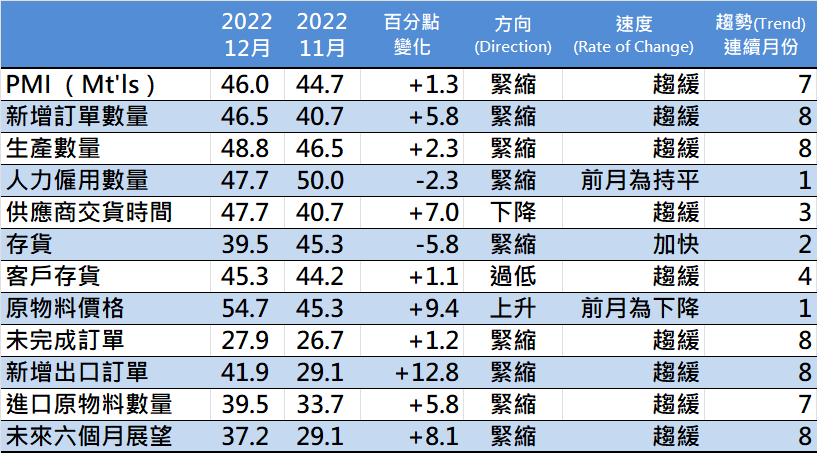 2022 12月 2022 11月 百分點變化 方向(Direction) 速度(Rate of Change) 趨勢(Trend)連續月份
PMI（Mt'ls） 46.0 44.7 +1.3 緊縮 趨緩 7
新增訂單數量 46.5 40.7 +5.8 緊縮 趨緩 8
生產數量 48.8 46.5 +2.3 緊縮 趨緩 8
人力僱用數量 47.7 50.0 -2.3 緊縮 前月為持平 1
供應商交貨時間 47.7 40.7 +7.0 下降 趨緩 3
存貨 39.5 45.3 -5.8 緊縮 加快 2
客戶存貨 45.3 44.2 +1.1 過低 趨緩 4
原物料價格 54.7 45.3 +9.4 上升 前月為下降 1
未完成訂單 27.9 26.7 +1.2 緊縮 趨緩 8
新增出口訂單 41.9 29.1 +12.8 緊縮 趨緩 8
進口原物料數量 39.5 33.7 +5.8 緊縮 趨緩 7
未來六個月展望 37.2 29.1 +8.1 緊縮 趨緩 8